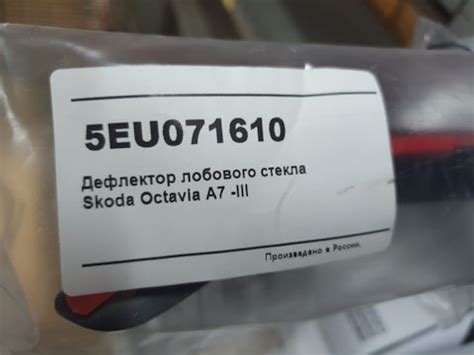 5EU071610
Дефлектор лобового стекла
Skoda Octavia A7 -III
Произведено в России.